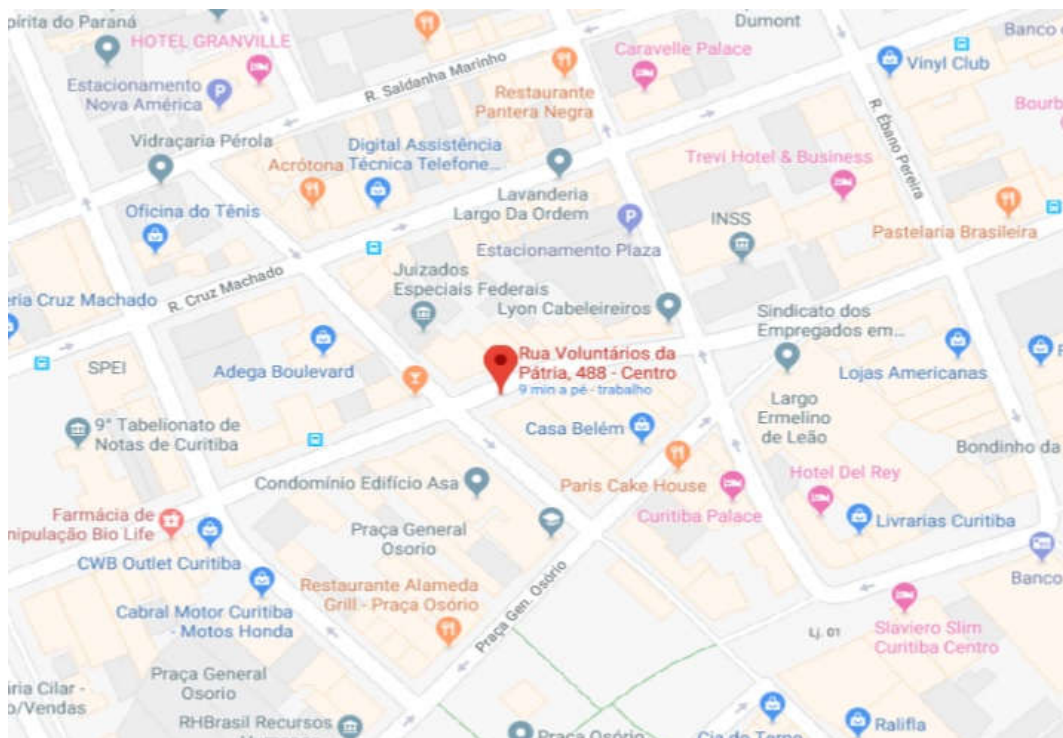 pírita do Paraná
Dumont
Banco
HOTEL GRANVILLE
Caravelle Palace
Vinyl Club
R. Saldanha Marinho
Estacionamento
Nova América
Restaurante
Pantera Negra
Bourb
R. Ébano Pereira
Vidraçaria Pérola
Digital Assistência
Técnica Telefone...
Acrótona
Trevi Hotel & Business
Lavanderia
Largo Da Ordem
Oficina do Tênis
INSS
Pastelaria Brasileira
Estacionamento Plaza
R. Cruz Machado
Juizados
Especiais Federais
eria Cruz Machado
Lyon Cabeleireiros
Sindicato dos
Empregados em...
SPEI
Adega Boulevard
Rua Voluntários da
Pátria, 488 - Centro
9 min a pé - trabalho
Lojas Americanas
9° Tabelionato de
Notas de Curitiba
Casa Belém
Largo
Ermelino
de Leão
Bondinho da
Condomínio Edifício Asa
Paris Cake House
Hotel Del Rey
Farmácia de
nipulação Bio Life
Praça General
Osorio
Curitiba Palace
Livrarias Curitiba
CWB Outlet Curitiba
Banco
Restaurante Alameda
Grill - Praça Osório
Praça Gen. Osório
Cabral Motor Curitiba
- Motos Honda
Lj. 01
Slaviero Slim
Curitiba Centro
Praça General
Osorio
ária Cilar -
o/Vendas
RHBrasil Recursos
Praça Osório
Cia do Terno
Ralifla